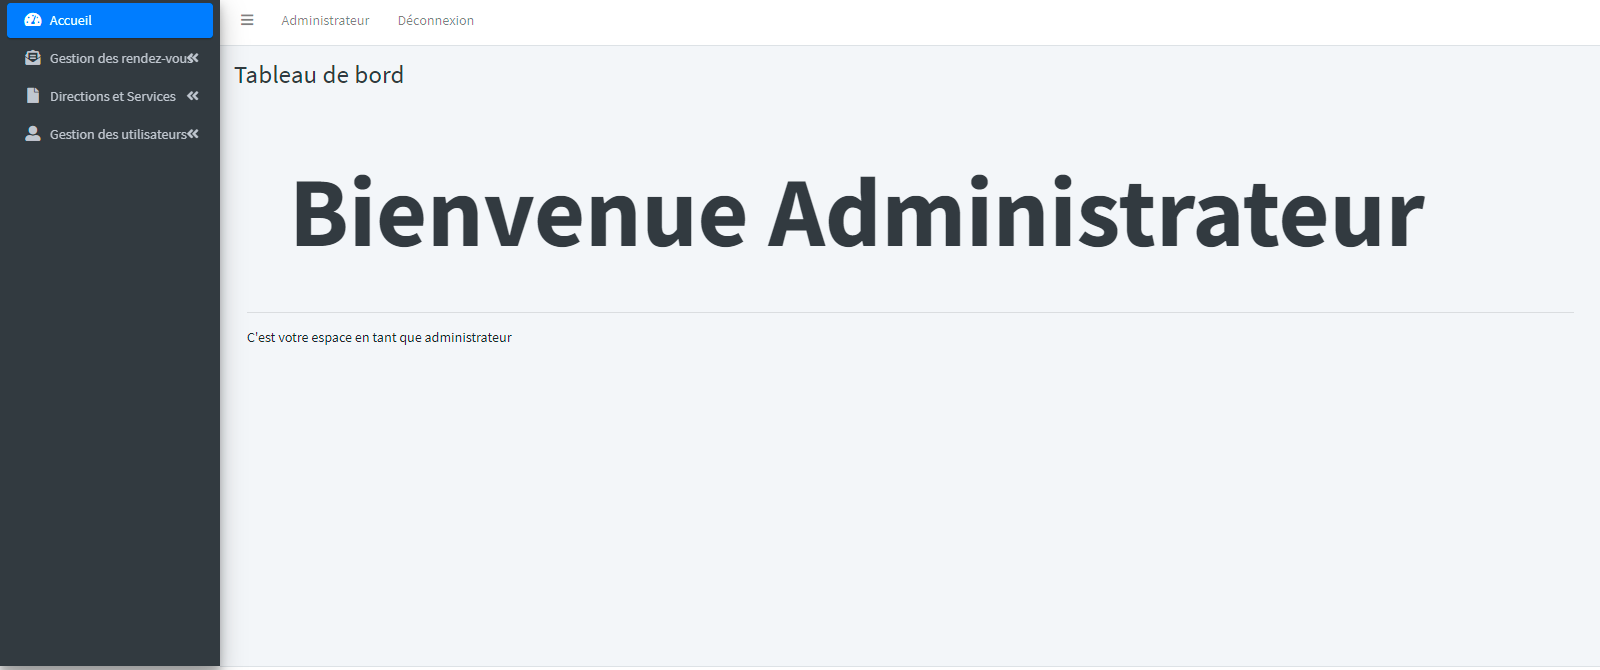 Accueil
Gestion des rendez-vous
Directions et Services
Gestion des utilisateurs
Administrateur Déconnexion
Tableau de bord
Bienvenue Administrateur
C'est votre espace en tant que administrateur